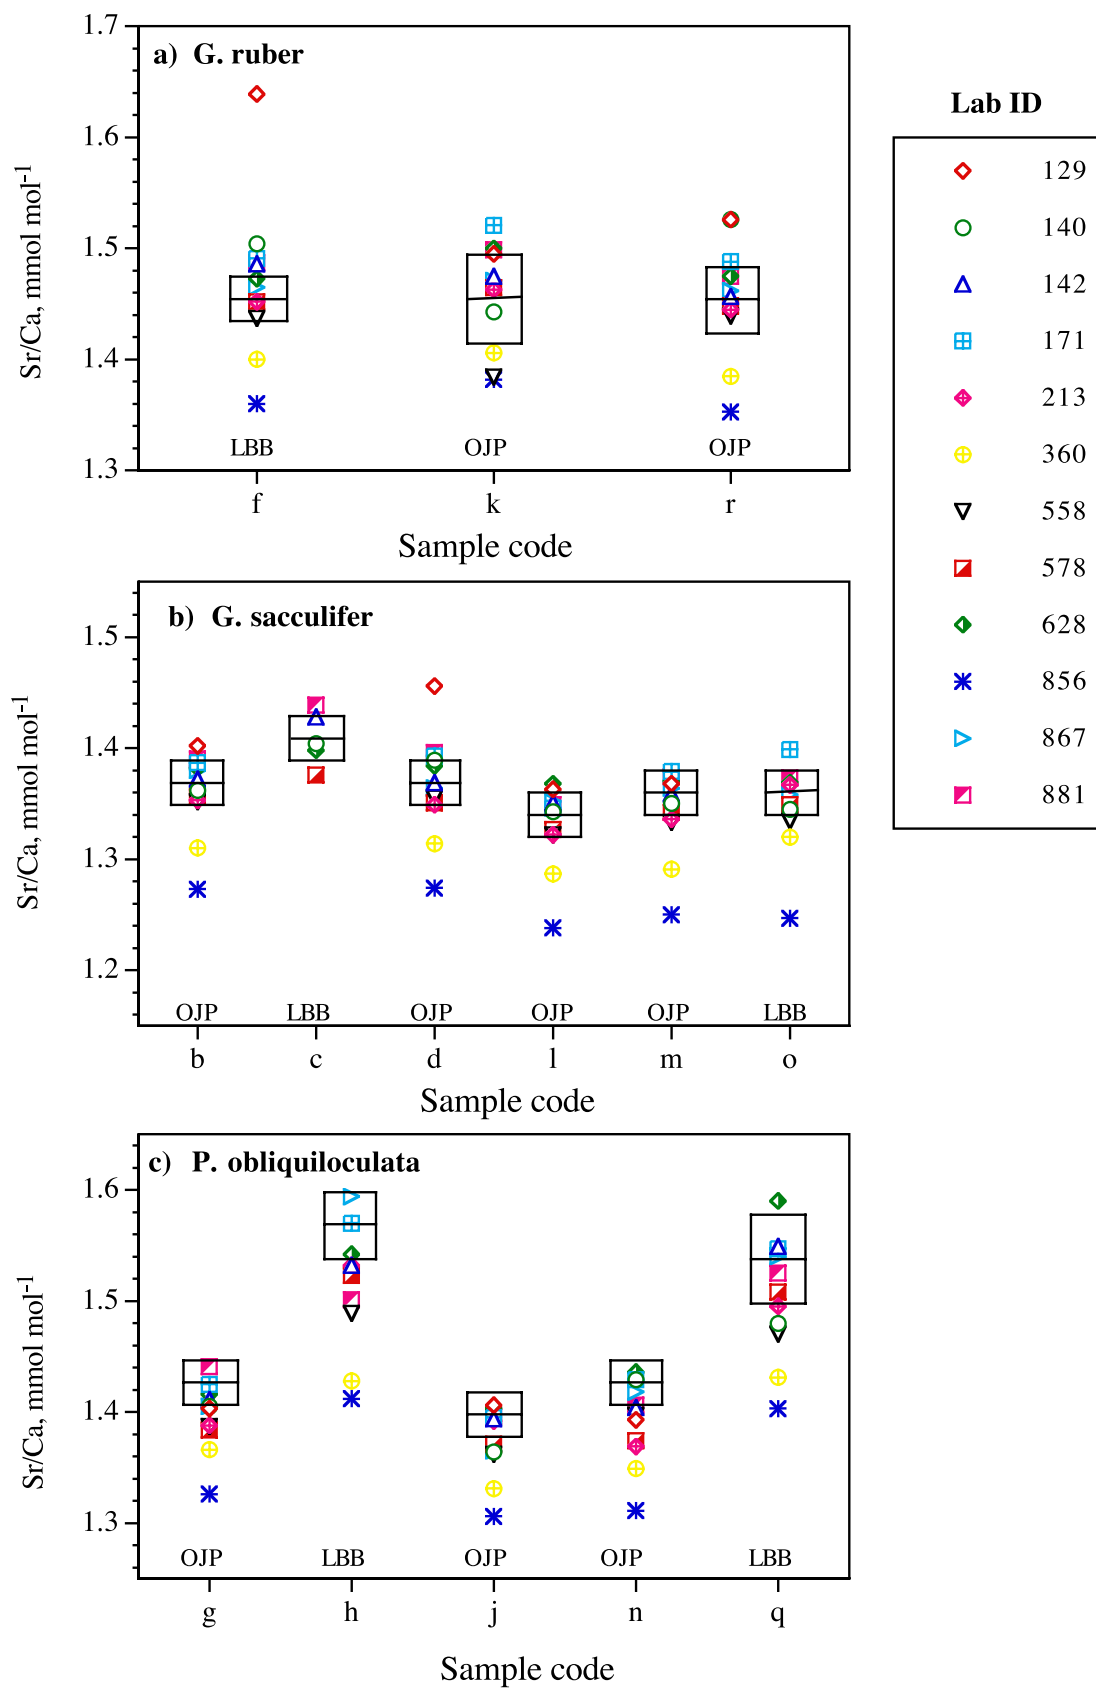 1.7
a) G. ruber
1.6
1.5
1.4
1.3
Sr/Ca, mmol mol-1
LBB OJP OJP
f k r
Sample code
Lab ID
129
140
142
171
213
360
558
578
628
856
867
881
b) G. sacculifer
1.5
1.4
1.3
1.2
Sr/Ca, mmol mol-1
OJP LBB OJP OJP OJP LBB
b c d l m o
Sample code
c) P. obliquiloculata
1.6
1.5
1.4
1.3
Sr/Ca, mmol mol-1
OJP LBB OJP OJP LBB
g h j n q
Sample code